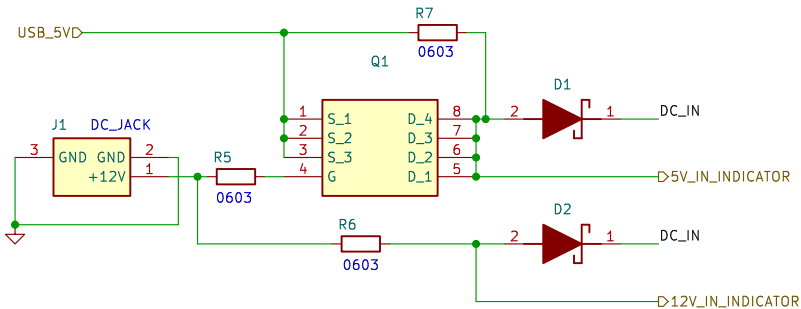 R7
USB_5V
0603
Q1
D1
1 S_1 D_4 8
2 1
DC_IN
J1 DC_JACK
2 S_2 D_3 7
3 GND GND 2
3 S_3 D_2 6
R5
+12V 1
4 G D_1 5
5V_IN_INDICATOR
0603
R6
D2
2 1
DC_IN
0603
12V_IN_INDICATOR